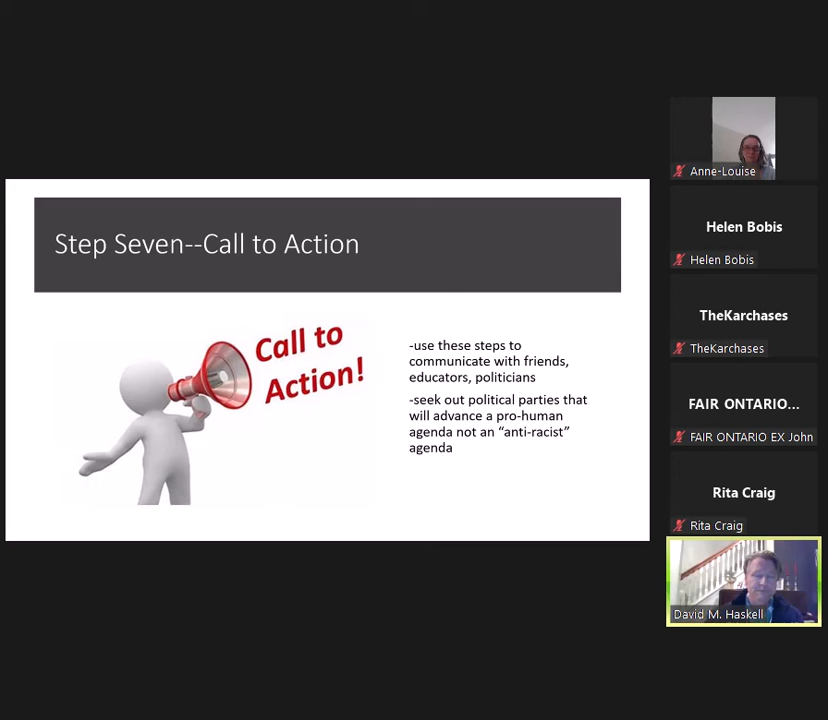 Step Seven--Call to Action
Call to
Action!
-use these steps to
communicate with friends,
educators, politicians
-seek out political parties that
will advance a pro-human
agenda not an “anti-racist”
agenda
Anne-Louise
Helen Bobis
Helen Bobis
TheKarchases
TheKarchases
FAIR ONTARIO...
FAIR ONTARIO EX John
Rita Craig
Rita Craig
David M. Haskell